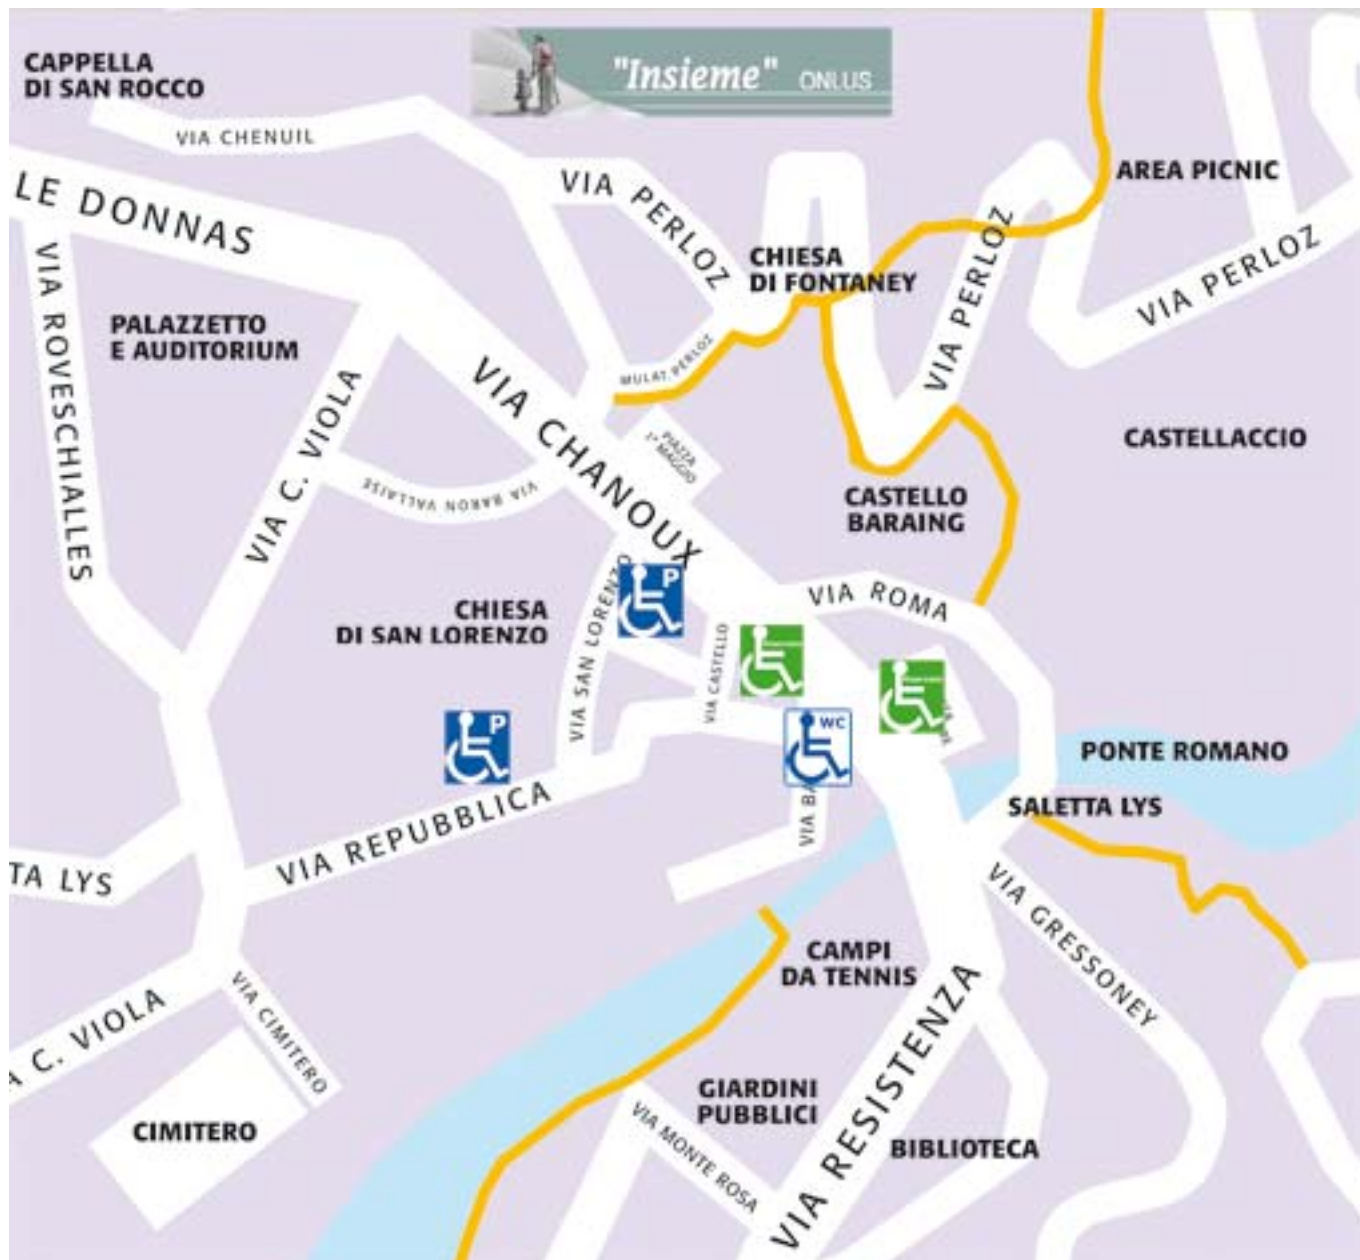 CAPPELLA
DI SAN ROCCO
"Insieme" ONLUS
VIA CHENUIL
LE DONNAS
VIA PERLOZ
AREA PICNIC
VIA PERLOZ
VIA PERLOZ
CHIESA
DI FONTANEY
VIA ROVESCHIALLES
PALAZZETTO
E AUDITORIUM
MULAT. PERLOZ
VIA CHANOUX
VIA C. VIOLA
PIAZZA
1° MAGGIO
CASTELLACCIO
VIA BARON VALLAISE
CASTELLO
BARAING
P
VIA ROMA
CHIESA
DI SAN LORENZO
VIA SAN LORENZO
VIA CASTELLO
P
WC
PONTE ROMANO
SALETTA LYS
VIA BA
VIA REPUBBLICA
TA LYS
VIA GRESSONEY
CAMPI
DA TENNIS
A C. VIOLA
VIA CIMITERO
VIA RESISTENZA
GIARDINI
PUBBLICI
CIMITERO
VIA MONTE ROSA
BIBLIOTECA